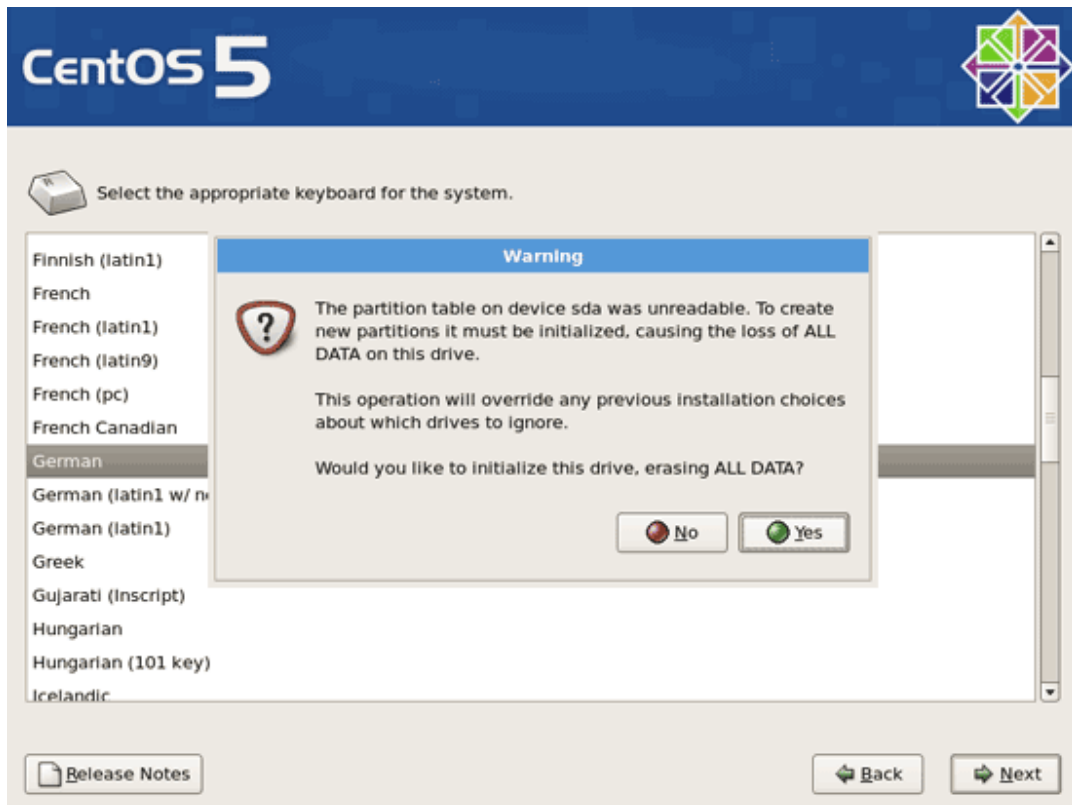 CentOS 5
Select the appropriate keyboard for the system.
Finnish (latin1)
French
French (latin1)
French (latin9)
French (pc)
French Canadian
German
German (latin1 w/
German (latin1)
Greek
Gujarati (Inscript)
Hungarian
Hungarian (101 key)
Icelandic
Warning
The partition table on device sda was unreadable. To create
new partitions it must be initialized, causing the loss of ALL
DATA on this drive.
This operation will override any previous installation choices
about which drives to ignore.
Would you like to initialize this drive, erasing ALL DATA?
No
Yes
Release Notes
Back
Next